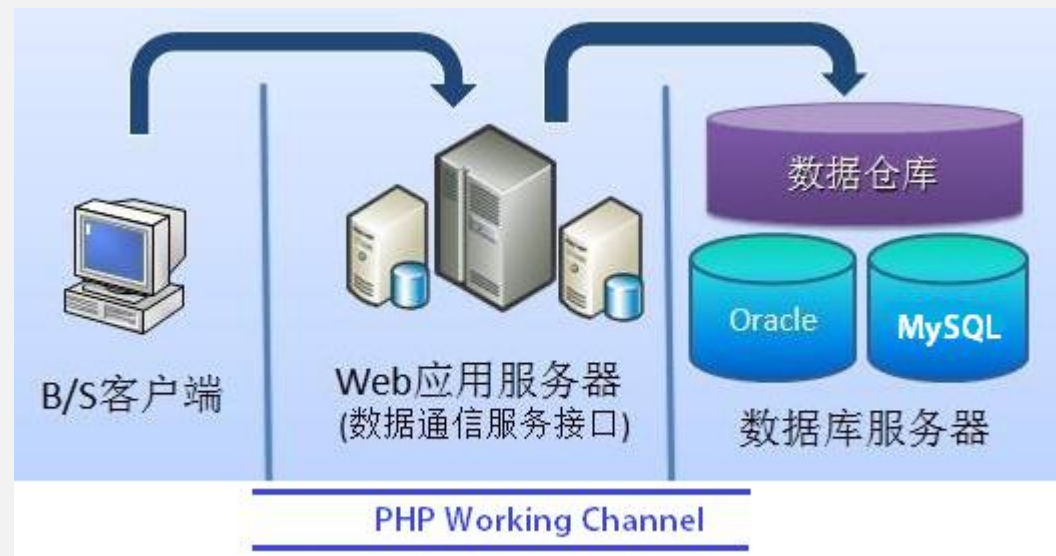 数据仓库
Oracle
MySQL
B/S客户端
Web应用服务器
(数据通信服务接口)
数据库服务器
PHP Working Channel